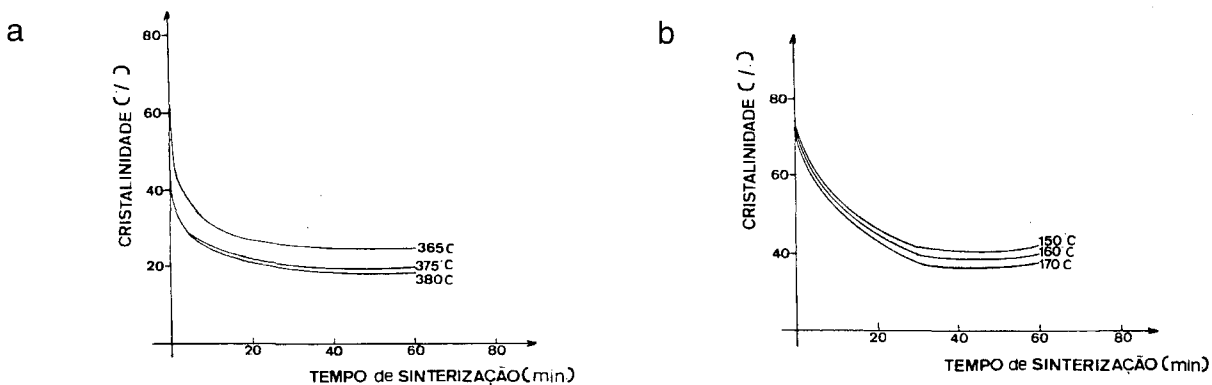 a
CRISTALINIDADE (/.)
80
60
40
20
365 C
375 °C
380 C
20
40
60
80
TEMPO de SINTERIZAÇÃO (min)
b
CRISTALINIDADE (/.)
80
60
40
150 °C
160 C
170 C
20
40
60
80
TEMPO de SINTERIZAÇÃO (min)